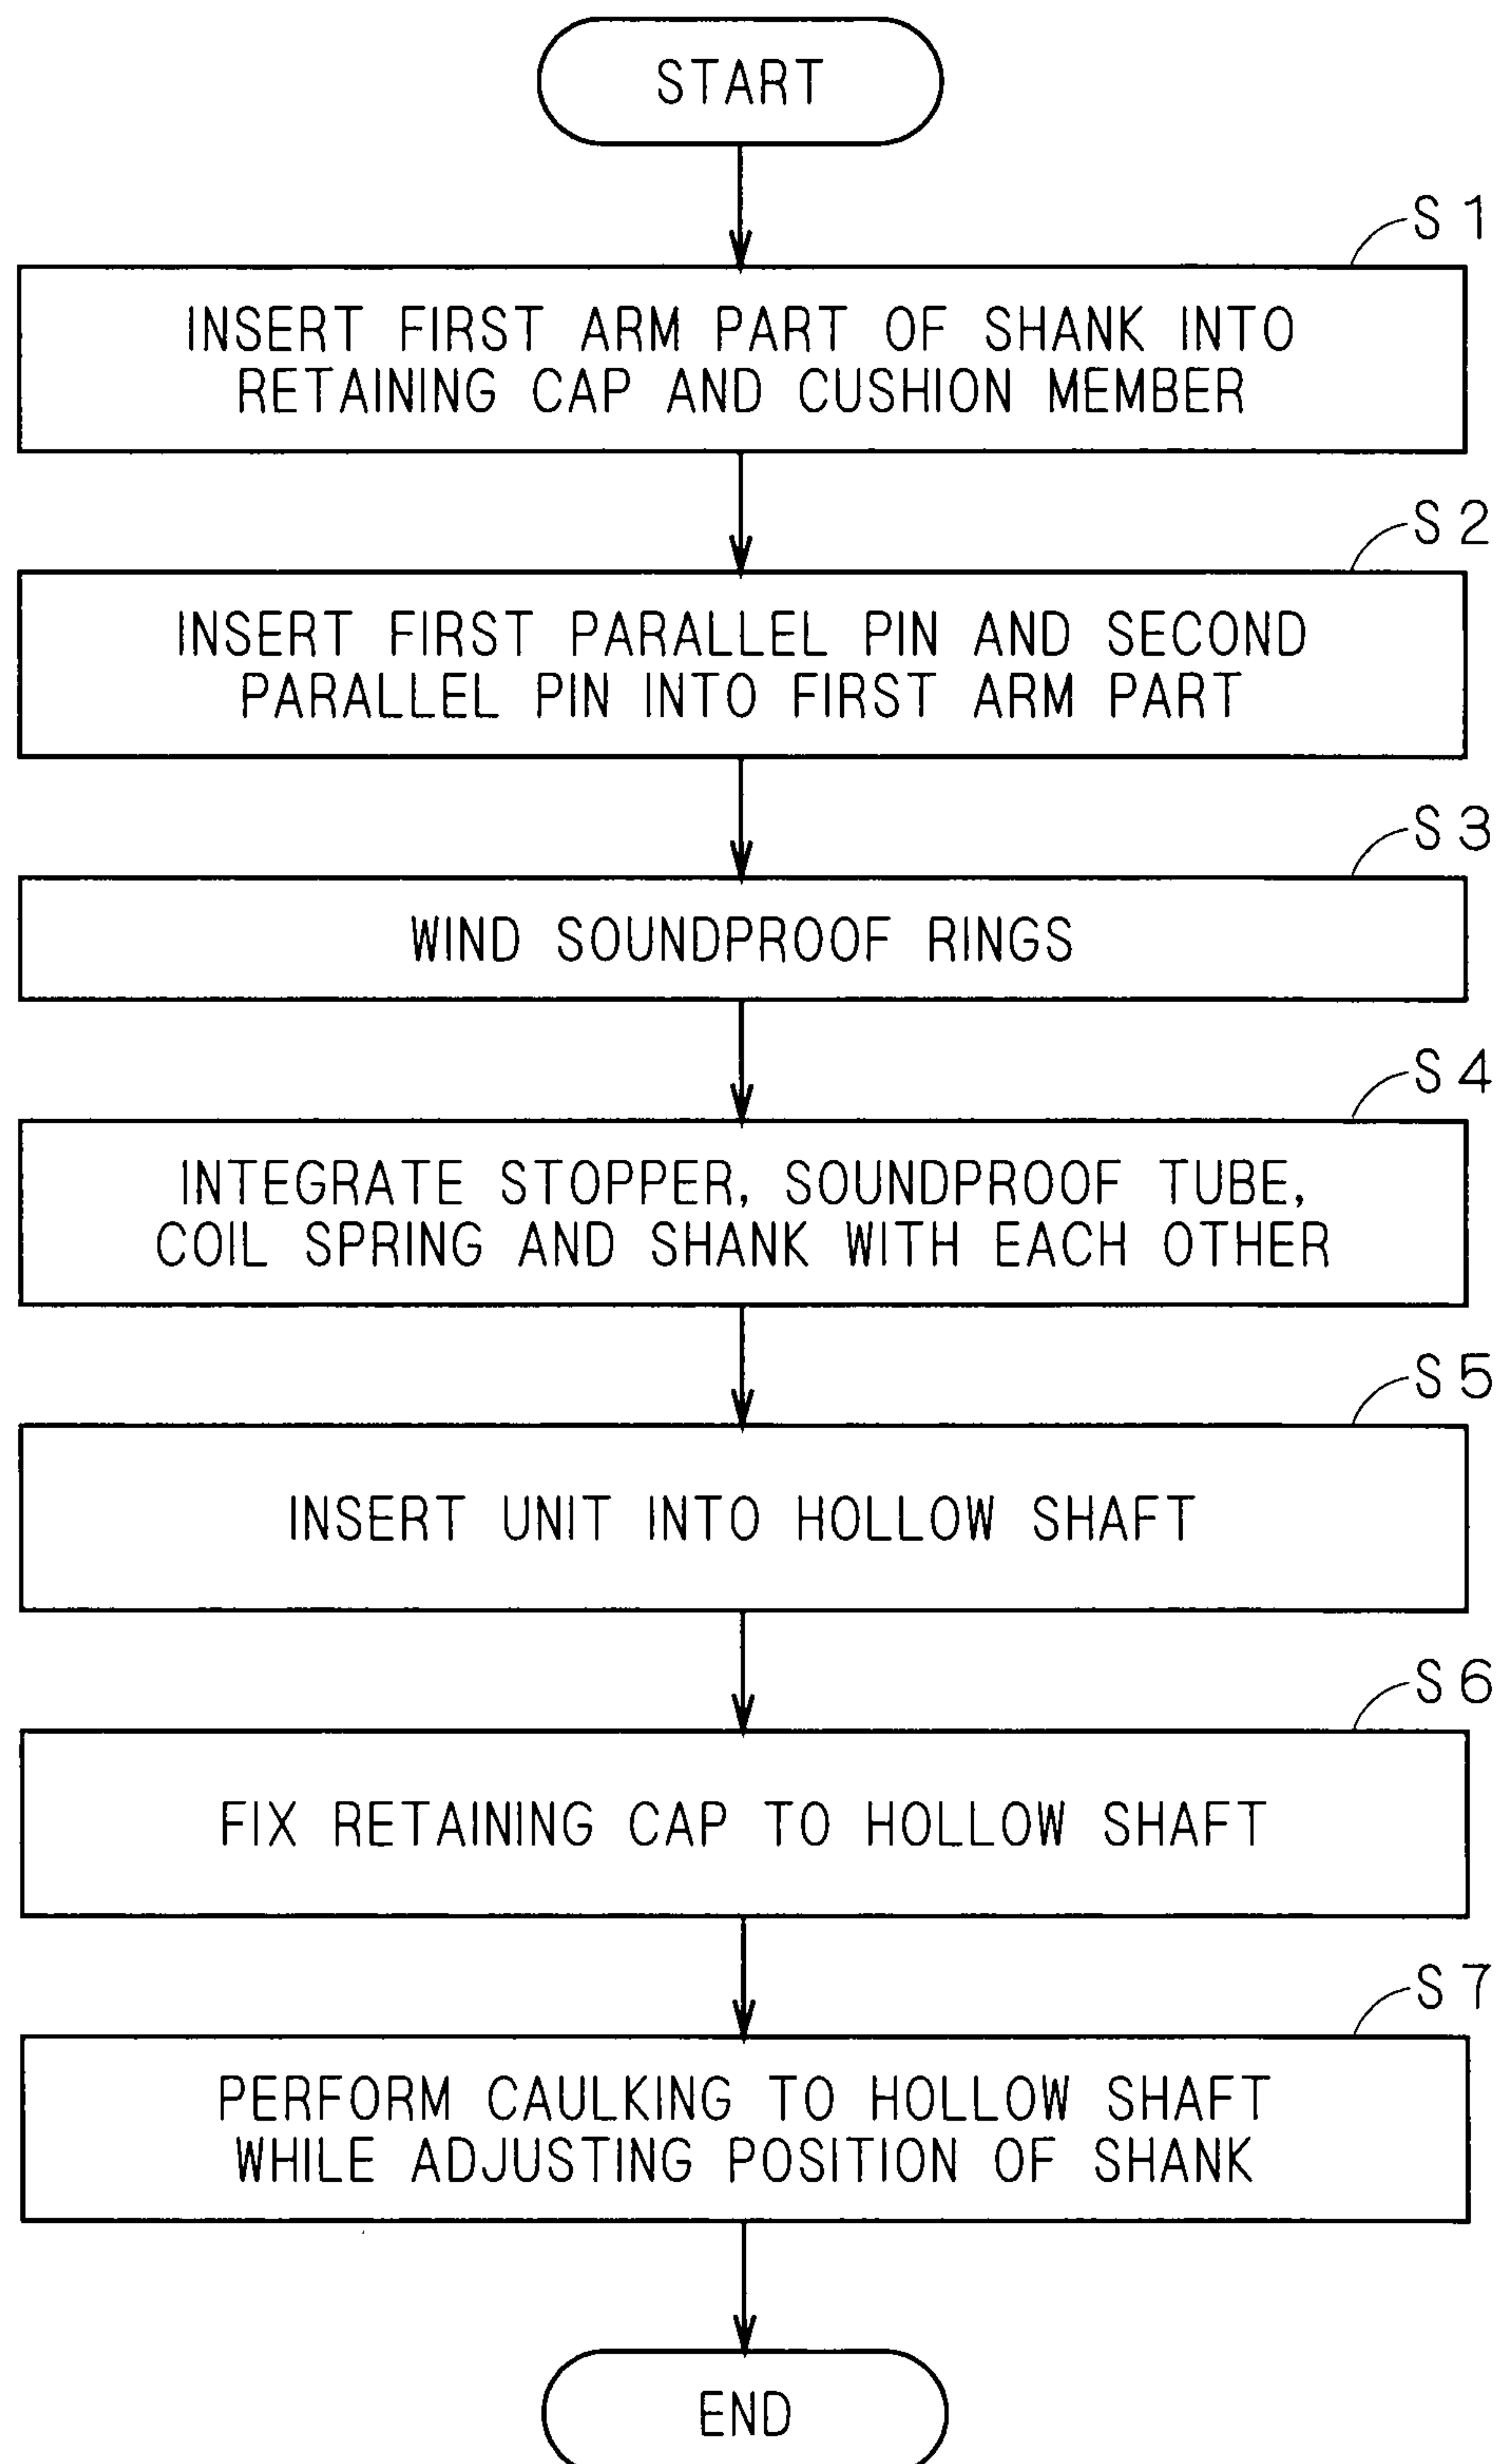 START
S1
INSERT FIRST ARM PART OF SHANK INTO
RETAINING CAP AND CUSHION MEMBER
S2
INSERT FIRST PARALLEL PIN AND SECOND
PARALLEL PIN INTO FIRST ARM PART
S3
WIND SOUNDPROOF RINGS
S4
INTEGRATE STOPPER, SOUNDPROOF TUBE,
COIL SPRING AND SHANK WITH EACH OTHER
S5
INSERT UNIT INTO HOLLOW SHAFT
S6
FIX RETAINING CAP TO HOLLOW SHAFT
S7
PERFORM CAULKING TO HOLLOW SHAFT
WHILE ADJUSTING POSITION OF SHANK
END